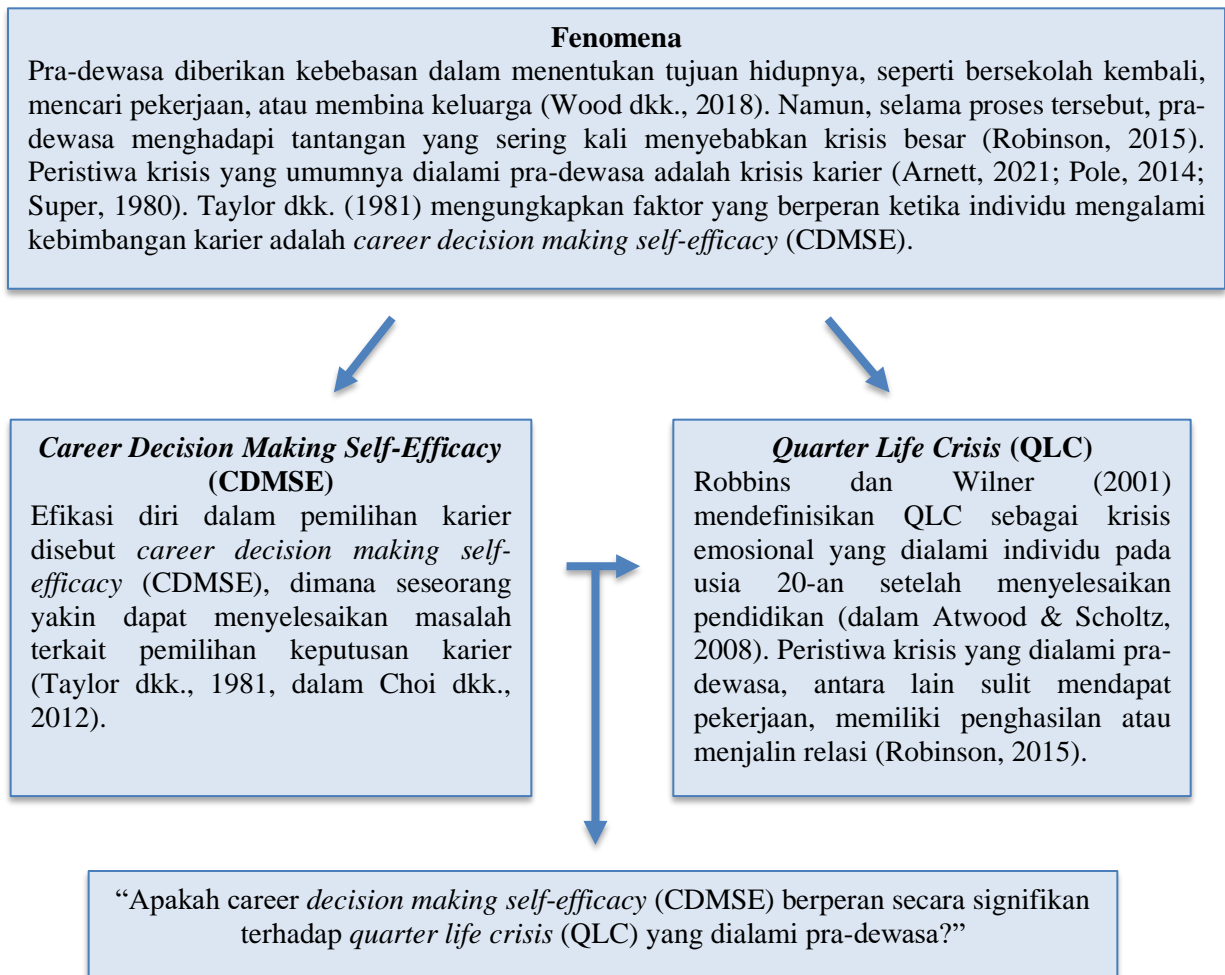 Fenomena
Pra-dewasa diberikan kebebasan dalam menentukan tujuan hidupnya, seperti bersekolah kembali,
mencari pekerjaan, atau membina keluarga (Wood dkk., 2018). Namun, selama proses tersebut, pra-
dewasa menghadapi tantangan yang sering kali menyebabkan krisis besar (Robinson, 2015).
Peristiwa krisis yang umumnya dialami pra-dewasa adalah krisis karier (Arnett, 2021; Pole, 2014;
Super, 1980). Taylor dkk. (1981) mengungkapkan faktor yang berperan ketika individu mengalami
kebimbangan karier adalah career decision making self-efficacy (CDMSE).
Career Decision Making Self-Efficacy
(CDMSE)
Efikasi diri dalam pemilihan karier
disebut career decision making self-
efficacy (CDMSE), dimana seseorang
yakin dapat menyelesaikan masalah
terkait pemilihan keputusan karier
(Taylor dkk., 1981, dalam Choi dkk.,
2012).
Quarter Life Crisis (QLC)
Robbins dan Wilner (2001)
mendefinisikan QLC sebagai krisis
emosional yang dialami individu pada
usia 20-an setelah menyelesaikan
pendidikan (dalam Atwood & Scholtz,
2008). Peristiwa krisis yang dialami pra-
dewasa, antara lain sulit mendapat
pekerjaan, memiliki penghasilan atau
menjalin relasi (Robinson, 2015).
“Apakah career decision making self-efficacy (CDMSE) berperan secara signifikan
terhadap quarter life crisis (QLC) yang dialami pra-dewasa?”